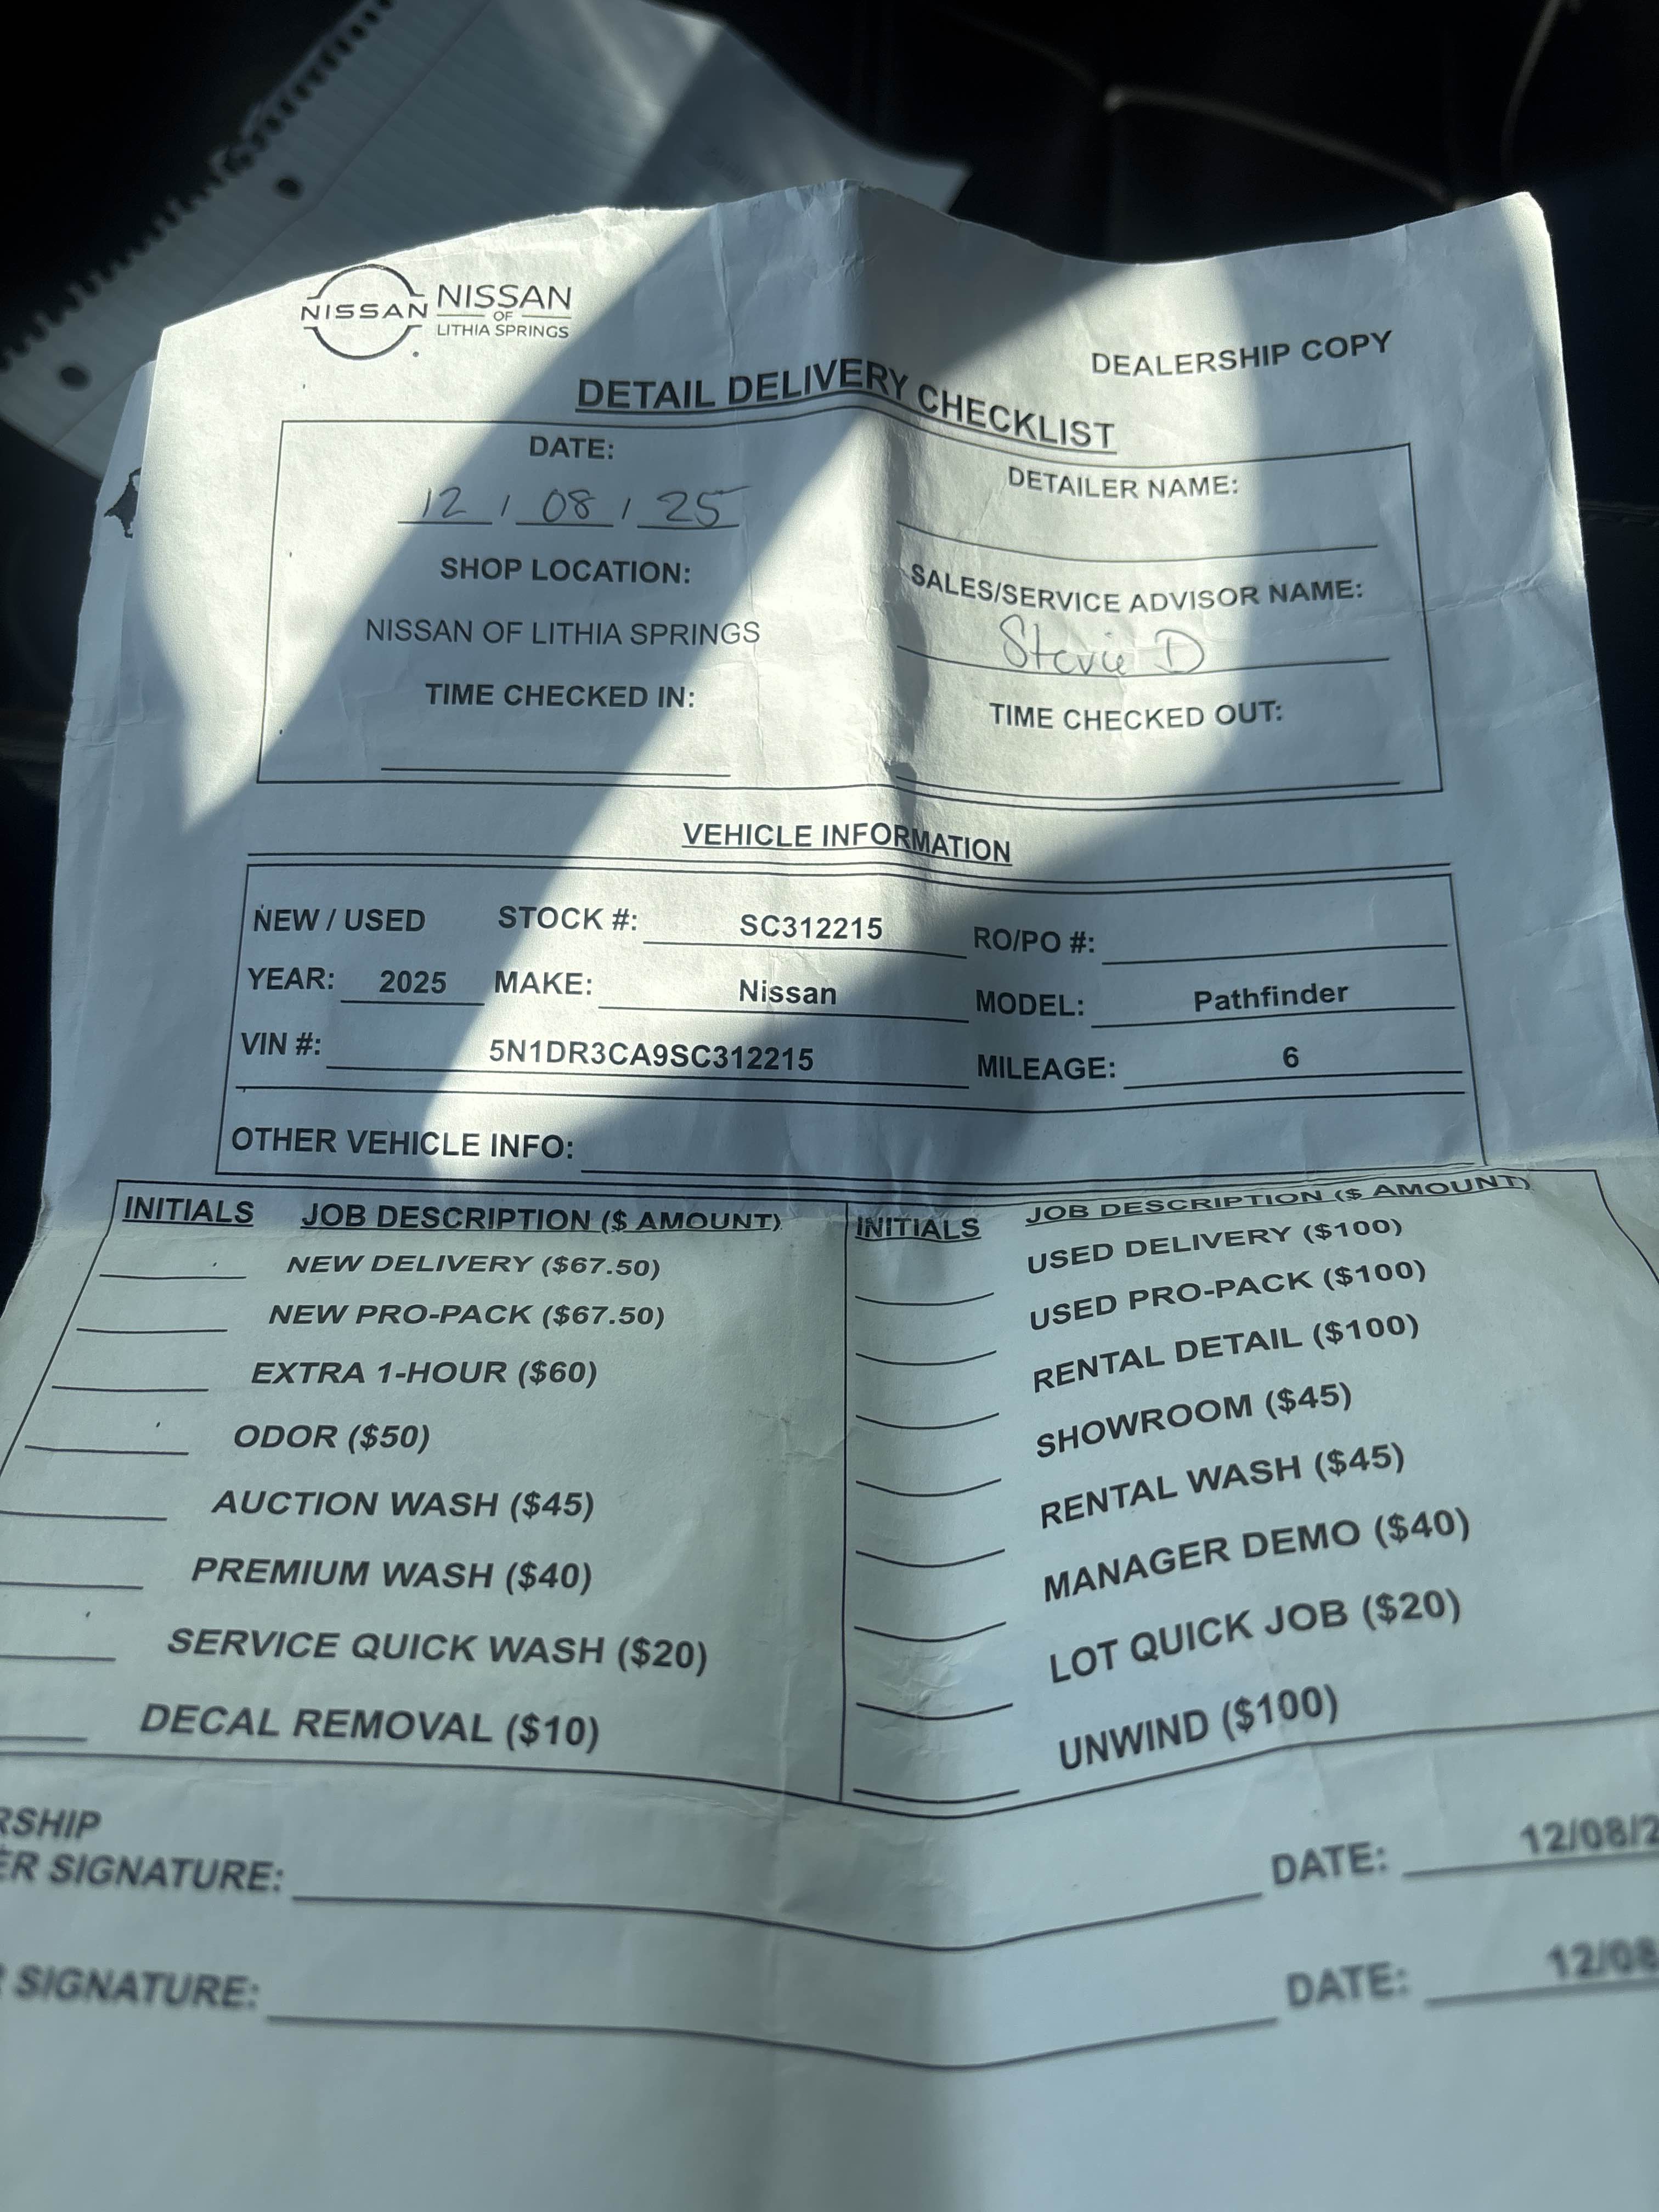 NISSAN NISSAN
OF
LITHIA SPRINGS
DEALERSHIP COPY
DETAIL DELIVERY CHECKLIST
DATE:
12 / 08 / 25
DETAILER NAME:
SHOP LOCATION:
NISSAN OF LITHIA SPRINGS
SALES/SERVICE ADVISOR NAME:
Stevie D
TIME CHECKED IN:
TIME CHECKED OUT:
VEHICLE INFORMATION
NEW / USED STOCK #: SC312215 RO/PO #:
YEAR: 2025 MAKE: Nissan MODEL: Pathfinder
VIN #: 5N1DR3CA9SC312215 MILEAGE: 6
OTHER VEHICLE INFO:
INITIALS JOB DESCRIPTION ($ AMOUNT)
NEW DELIVERY ($67.50)
NEW PRO-PACK ($67.50)
EXTRA 1-HOUR ($60)
ODOR ($50)
AUCTION WASH ($45)
PREMIUM WASH ($40)
SERVICE QUICK WASH ($20)
DECAL REMOVAL ($10)
INITIALS JOB DESCRIPTION ($ AMOUNT)
USED DELIVERY ($100)
USED PRO-PACK ($100)
RENTAL DETAIL ($100)
SHOWROOM ($45)
RENTAL WASH ($45)
MANAGER DEMO ($40)
LOT QUICK JOB ($20)
UNWIND ($100)
RSHIP
ER SIGNATURE: DATE: 12/08/2
SIGNATURE: DATE: 12/08